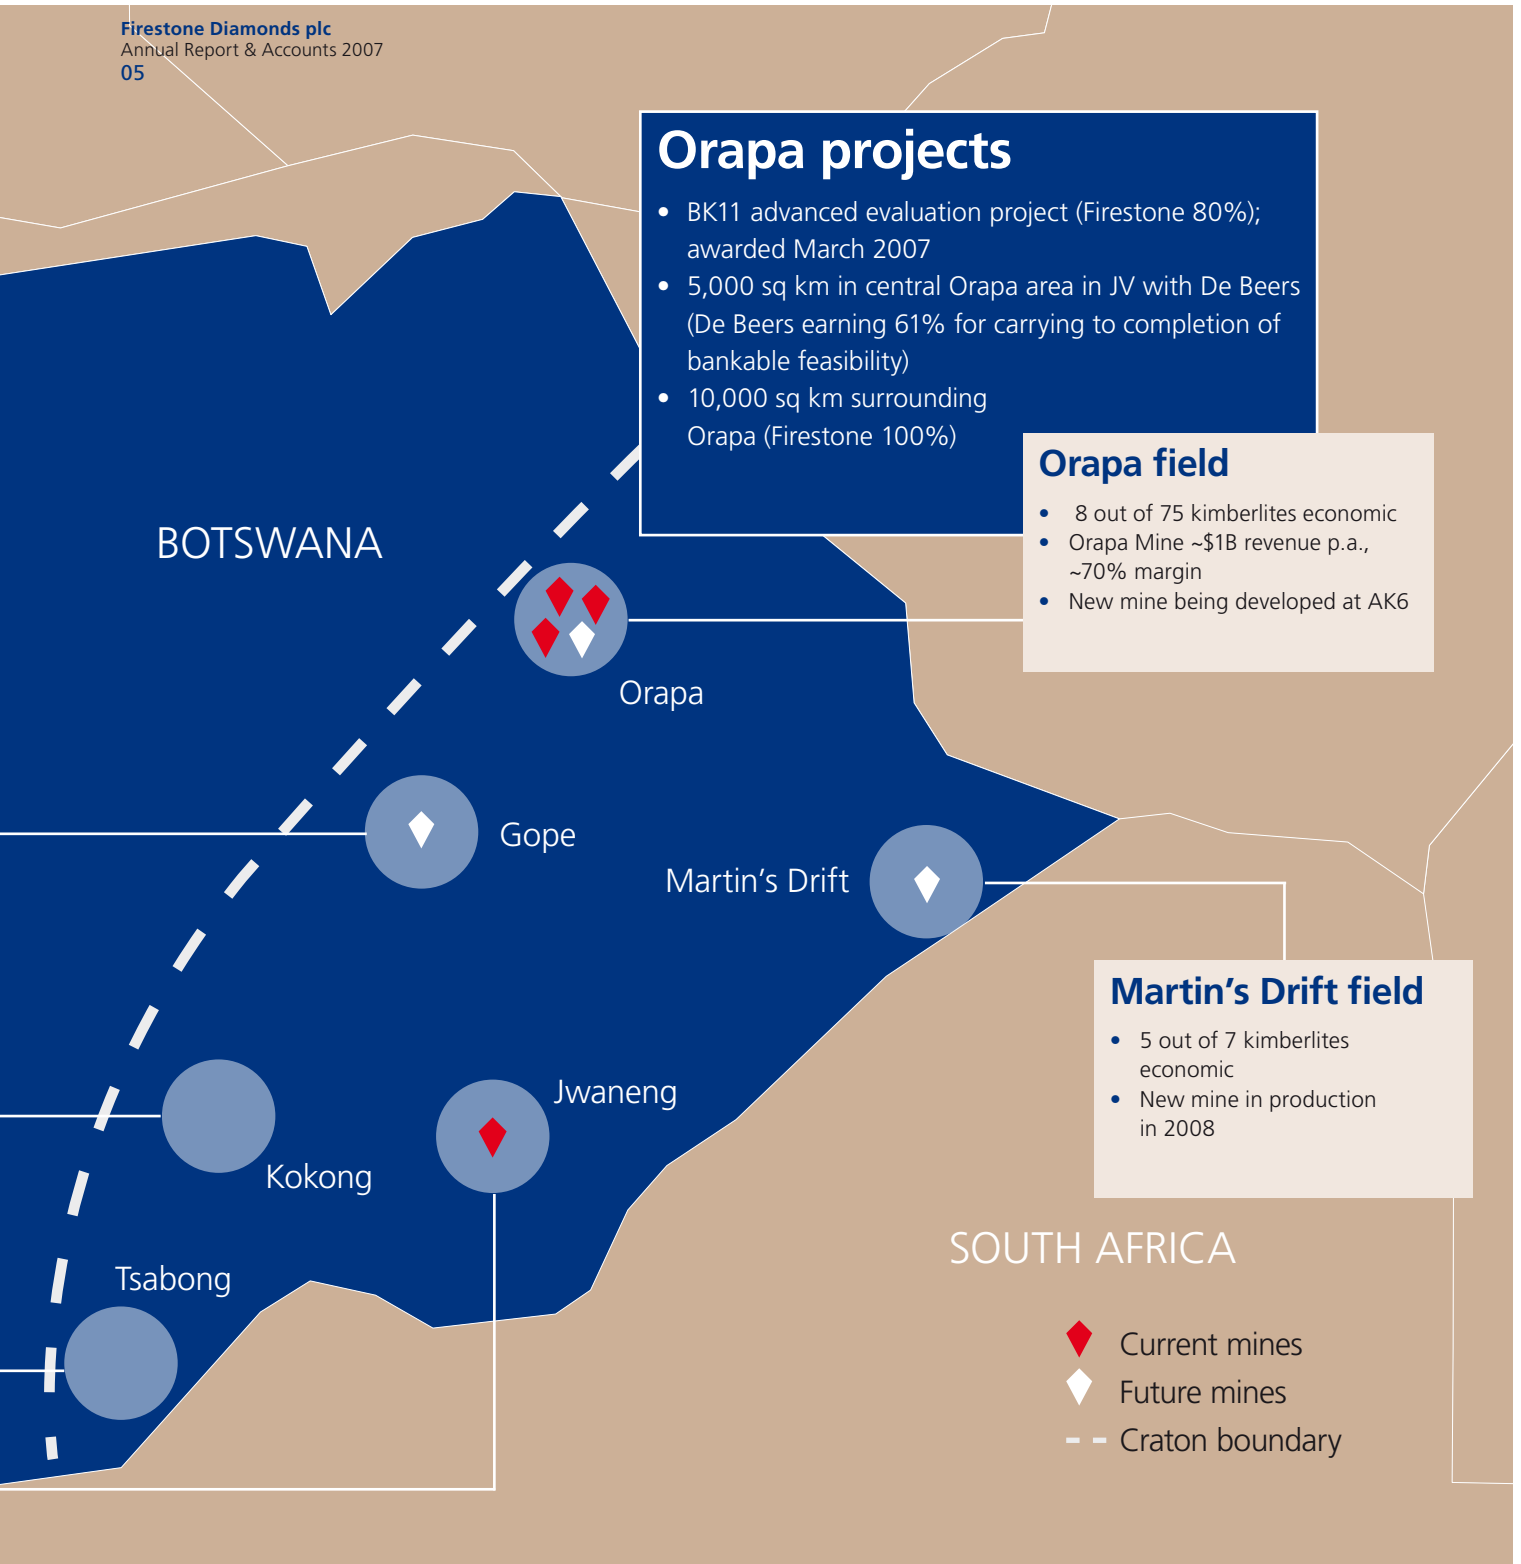 Firestone Diamonds plc
Annual Report & Accounts 2007
05
Orapa projects
• BK11 advanced evaluation project (Firestone 80%);
awarded March 2007
• 5,000 sq km in central Orapa area in JV with De Beers
(De Beers earning 61% for carrying to completion of
bankable feasibility)
• 10,000 sq km surrounding
Orapa (Firestone 100%)
Orapa field
• 8 out of 75 kimberlites economic
• Orapa Mine ~$1B revenue p.a.,
~70% margin
• New mine being developed at AK6
BOTSWANA
Orapa
Gope
Martin’s Drift
Martin’s Drift field
• 5 out of 7 kimberlites
economic
• New mine in production
in 2008
Jwaneng
Kokong
Tsabong
SOUTH AFRICA
Current mines
Future mines
Craton boundary